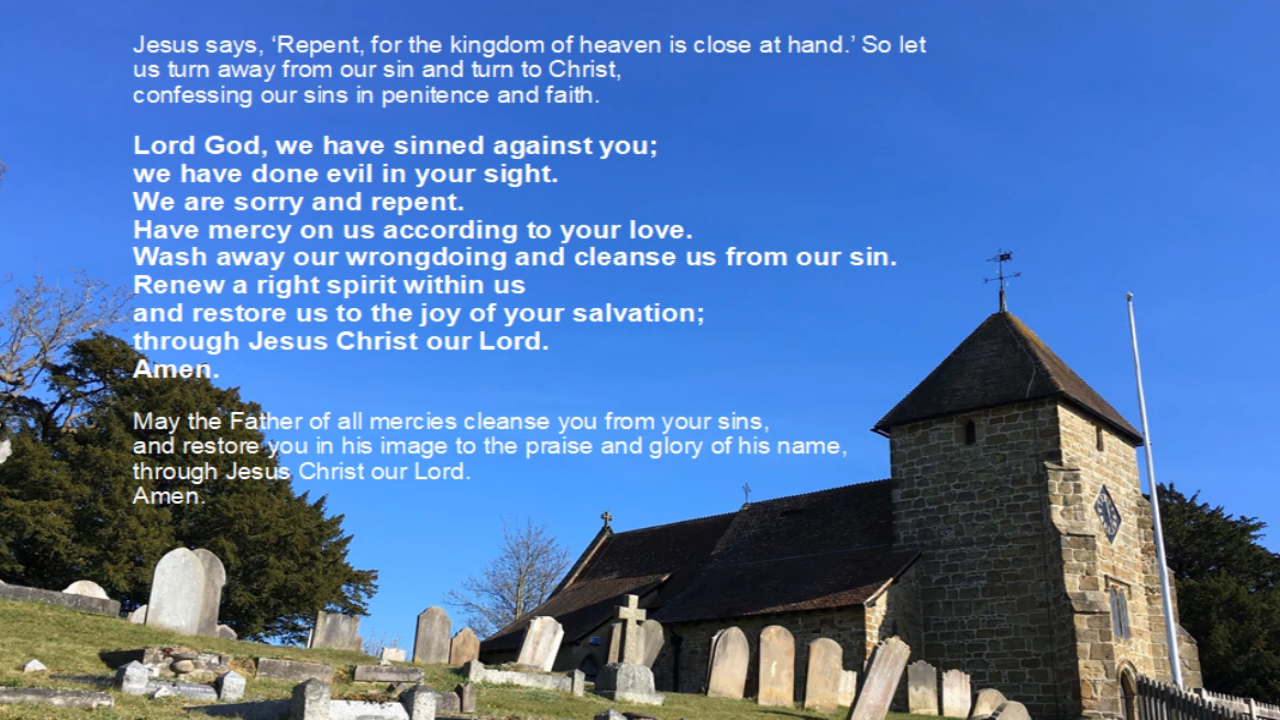 Jesus says, ‘Repent, for the kingdom of heaven is close at hand.’ So let
us turn away from our sin and turn to Christ,
confessing our sins in penitence and faith.
Lord God, we have sinned against you;
we have done evil in your sight.
We are sorry and repent.
Have mercy on us according to your love.
Wash away our wrongdoing and cleanse us from our sin.
Renew a right spirit within us
and restore us to the joy of your salvation;
through Jesus Christ our Lord.
Amen.
May the Father of all mercies cleanse you from your sins,
and restore you in his image to the praise and glory of his name,
through Jesus Christ our Lord.
Amen.